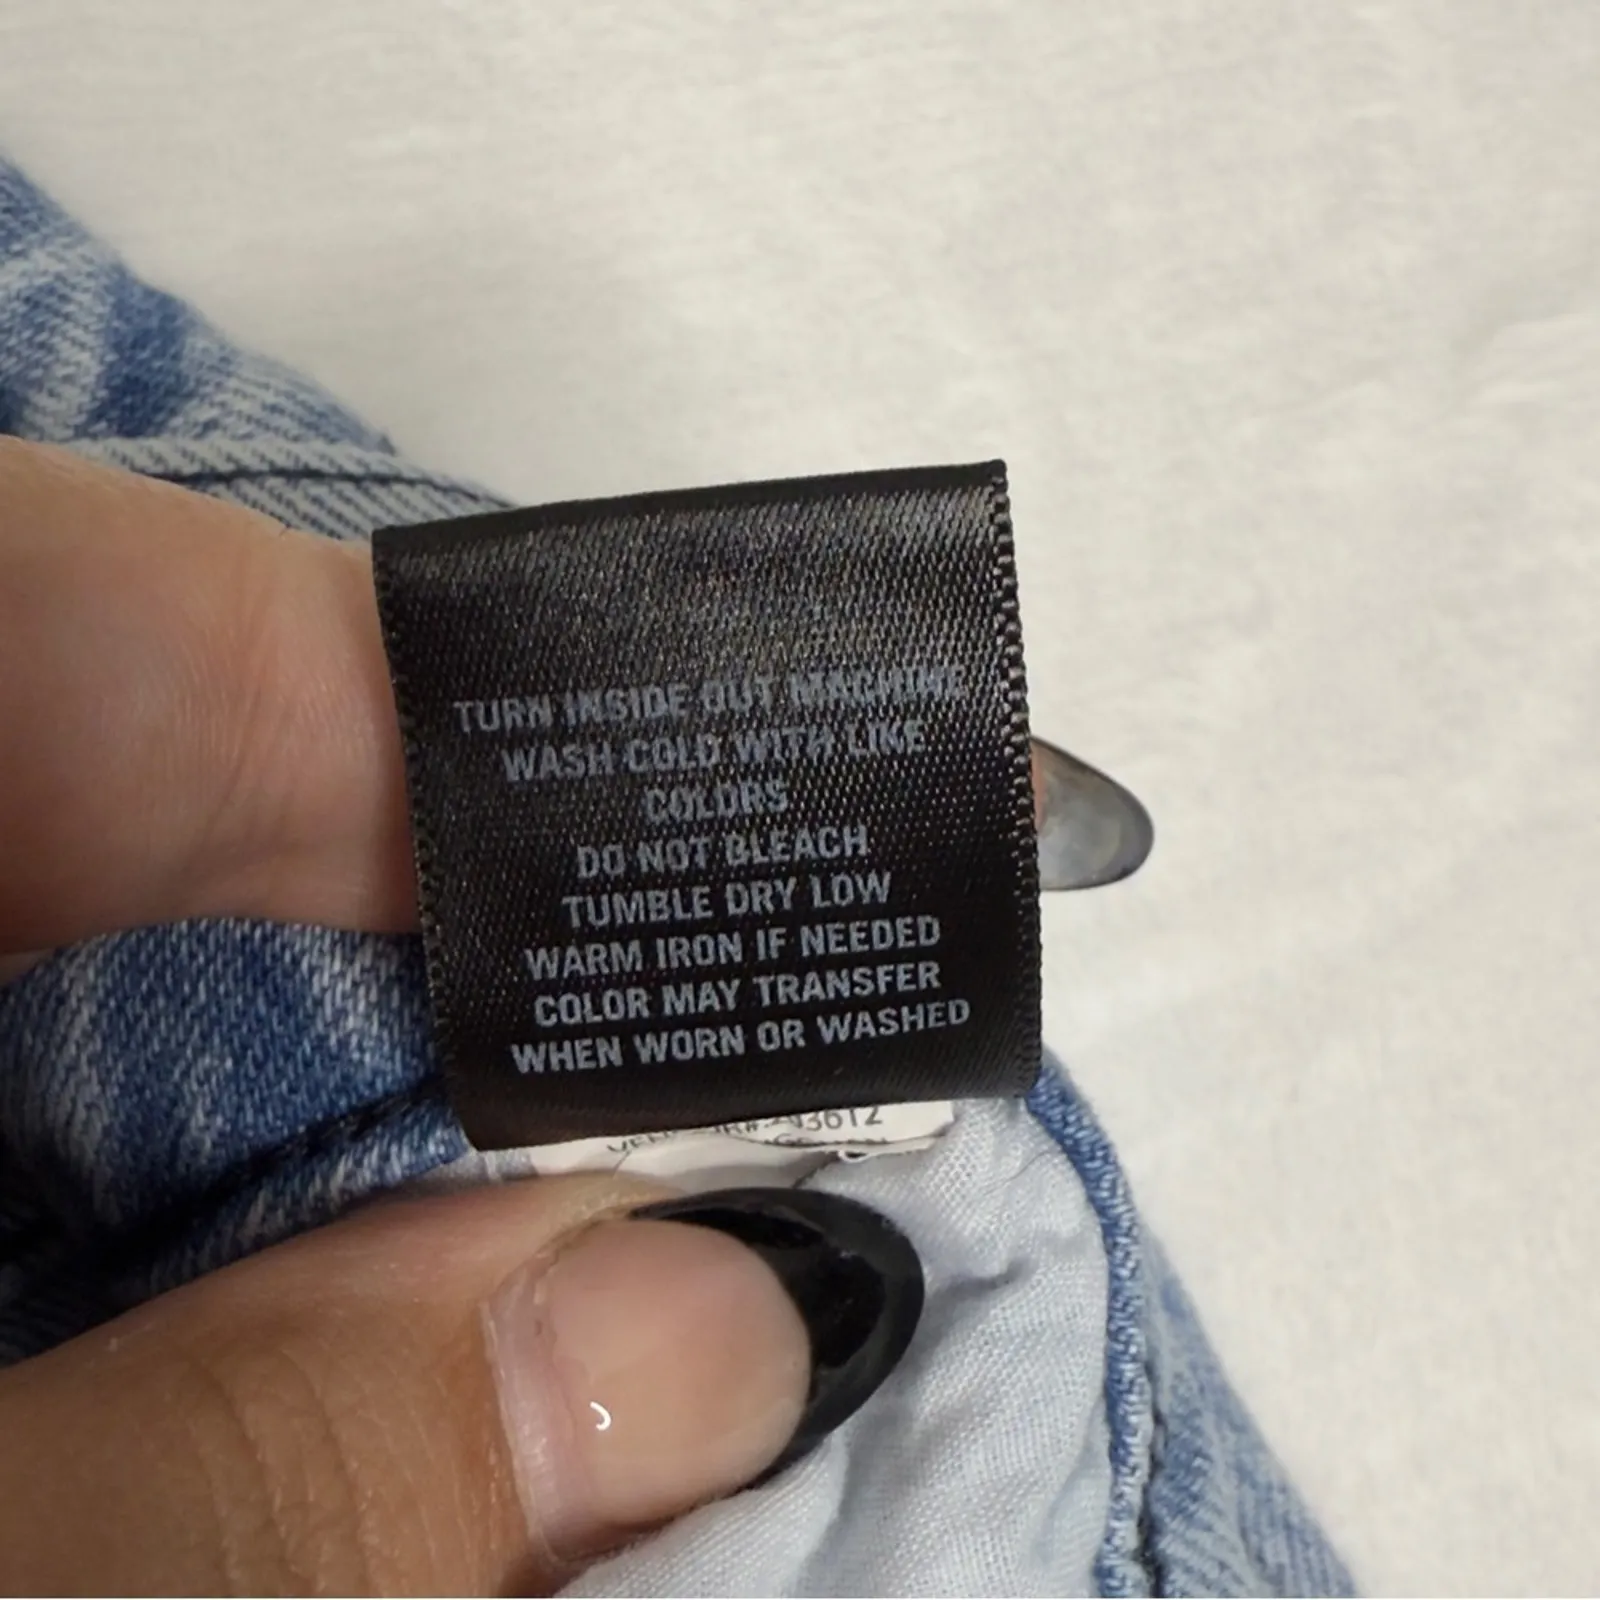 TURN INSIDE OUT MACHINE
WASH COLD WITH LIKE
COLORS
DO NOT BLEACH
TUMBLE DRY LOW
WARM IRON IF NEEDED
COLOR MAY TRANSFER
WHEN WORN OR WASHED